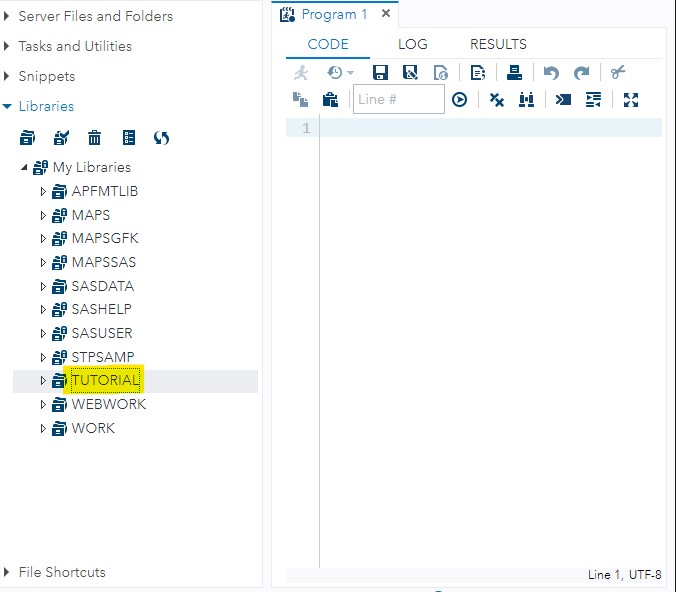 Server Files and Folders
Tasks and Utilities
Snippets
Libraries
My Libraries
APFMTLIB
MAPS
MAPSGFK
MAPSSAS
SASDATA
SASHELP
SASUSER
STPSAMP
TUTORIAL
WEBWORK
WORK
File Shortcuts
Program 1
CODE LOG RESULTS
Line #
1
Line 1, UTF-8